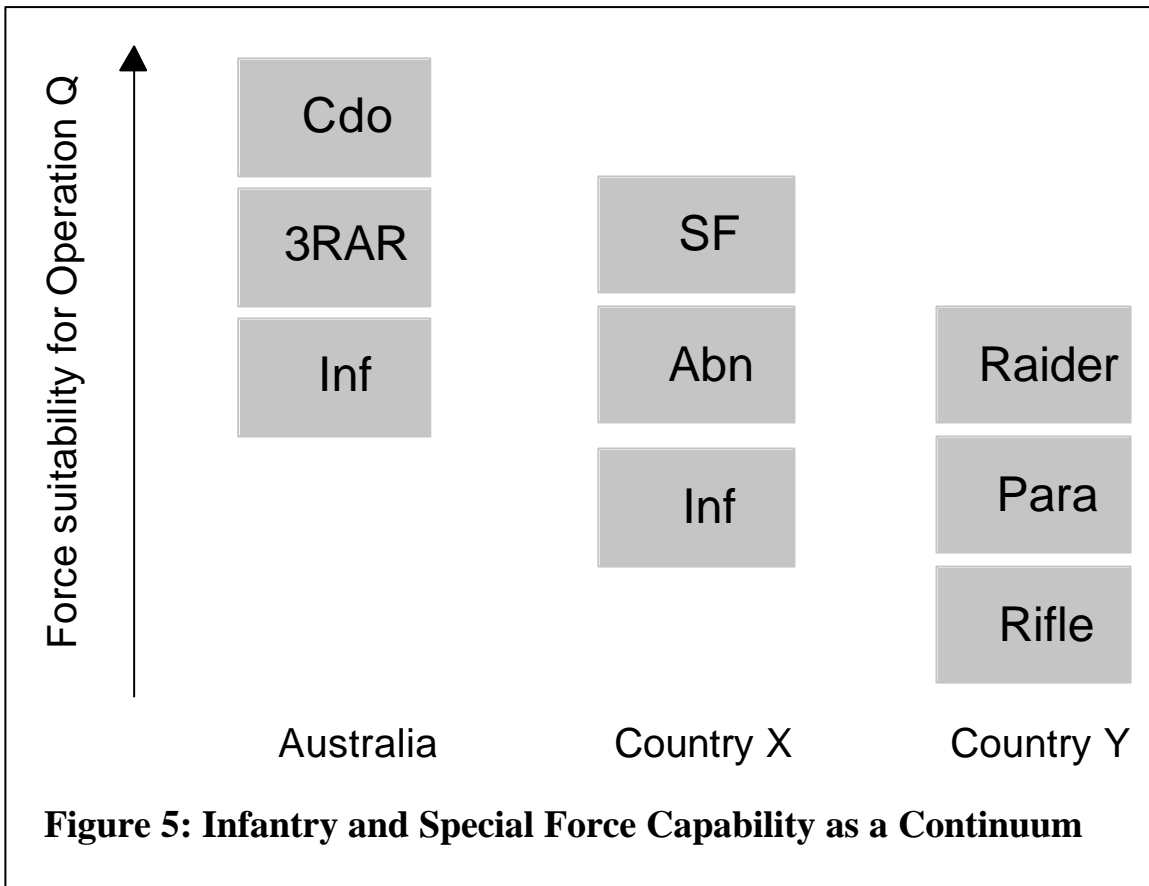 Force suitability for Operation Q
Cdo
3RAR
Inf
Australia
SF
Abn
Inf
Country X
Raider
Para
Rifle
Country Y
Figure 5: Infantry and Special Force Capability as a Continuum